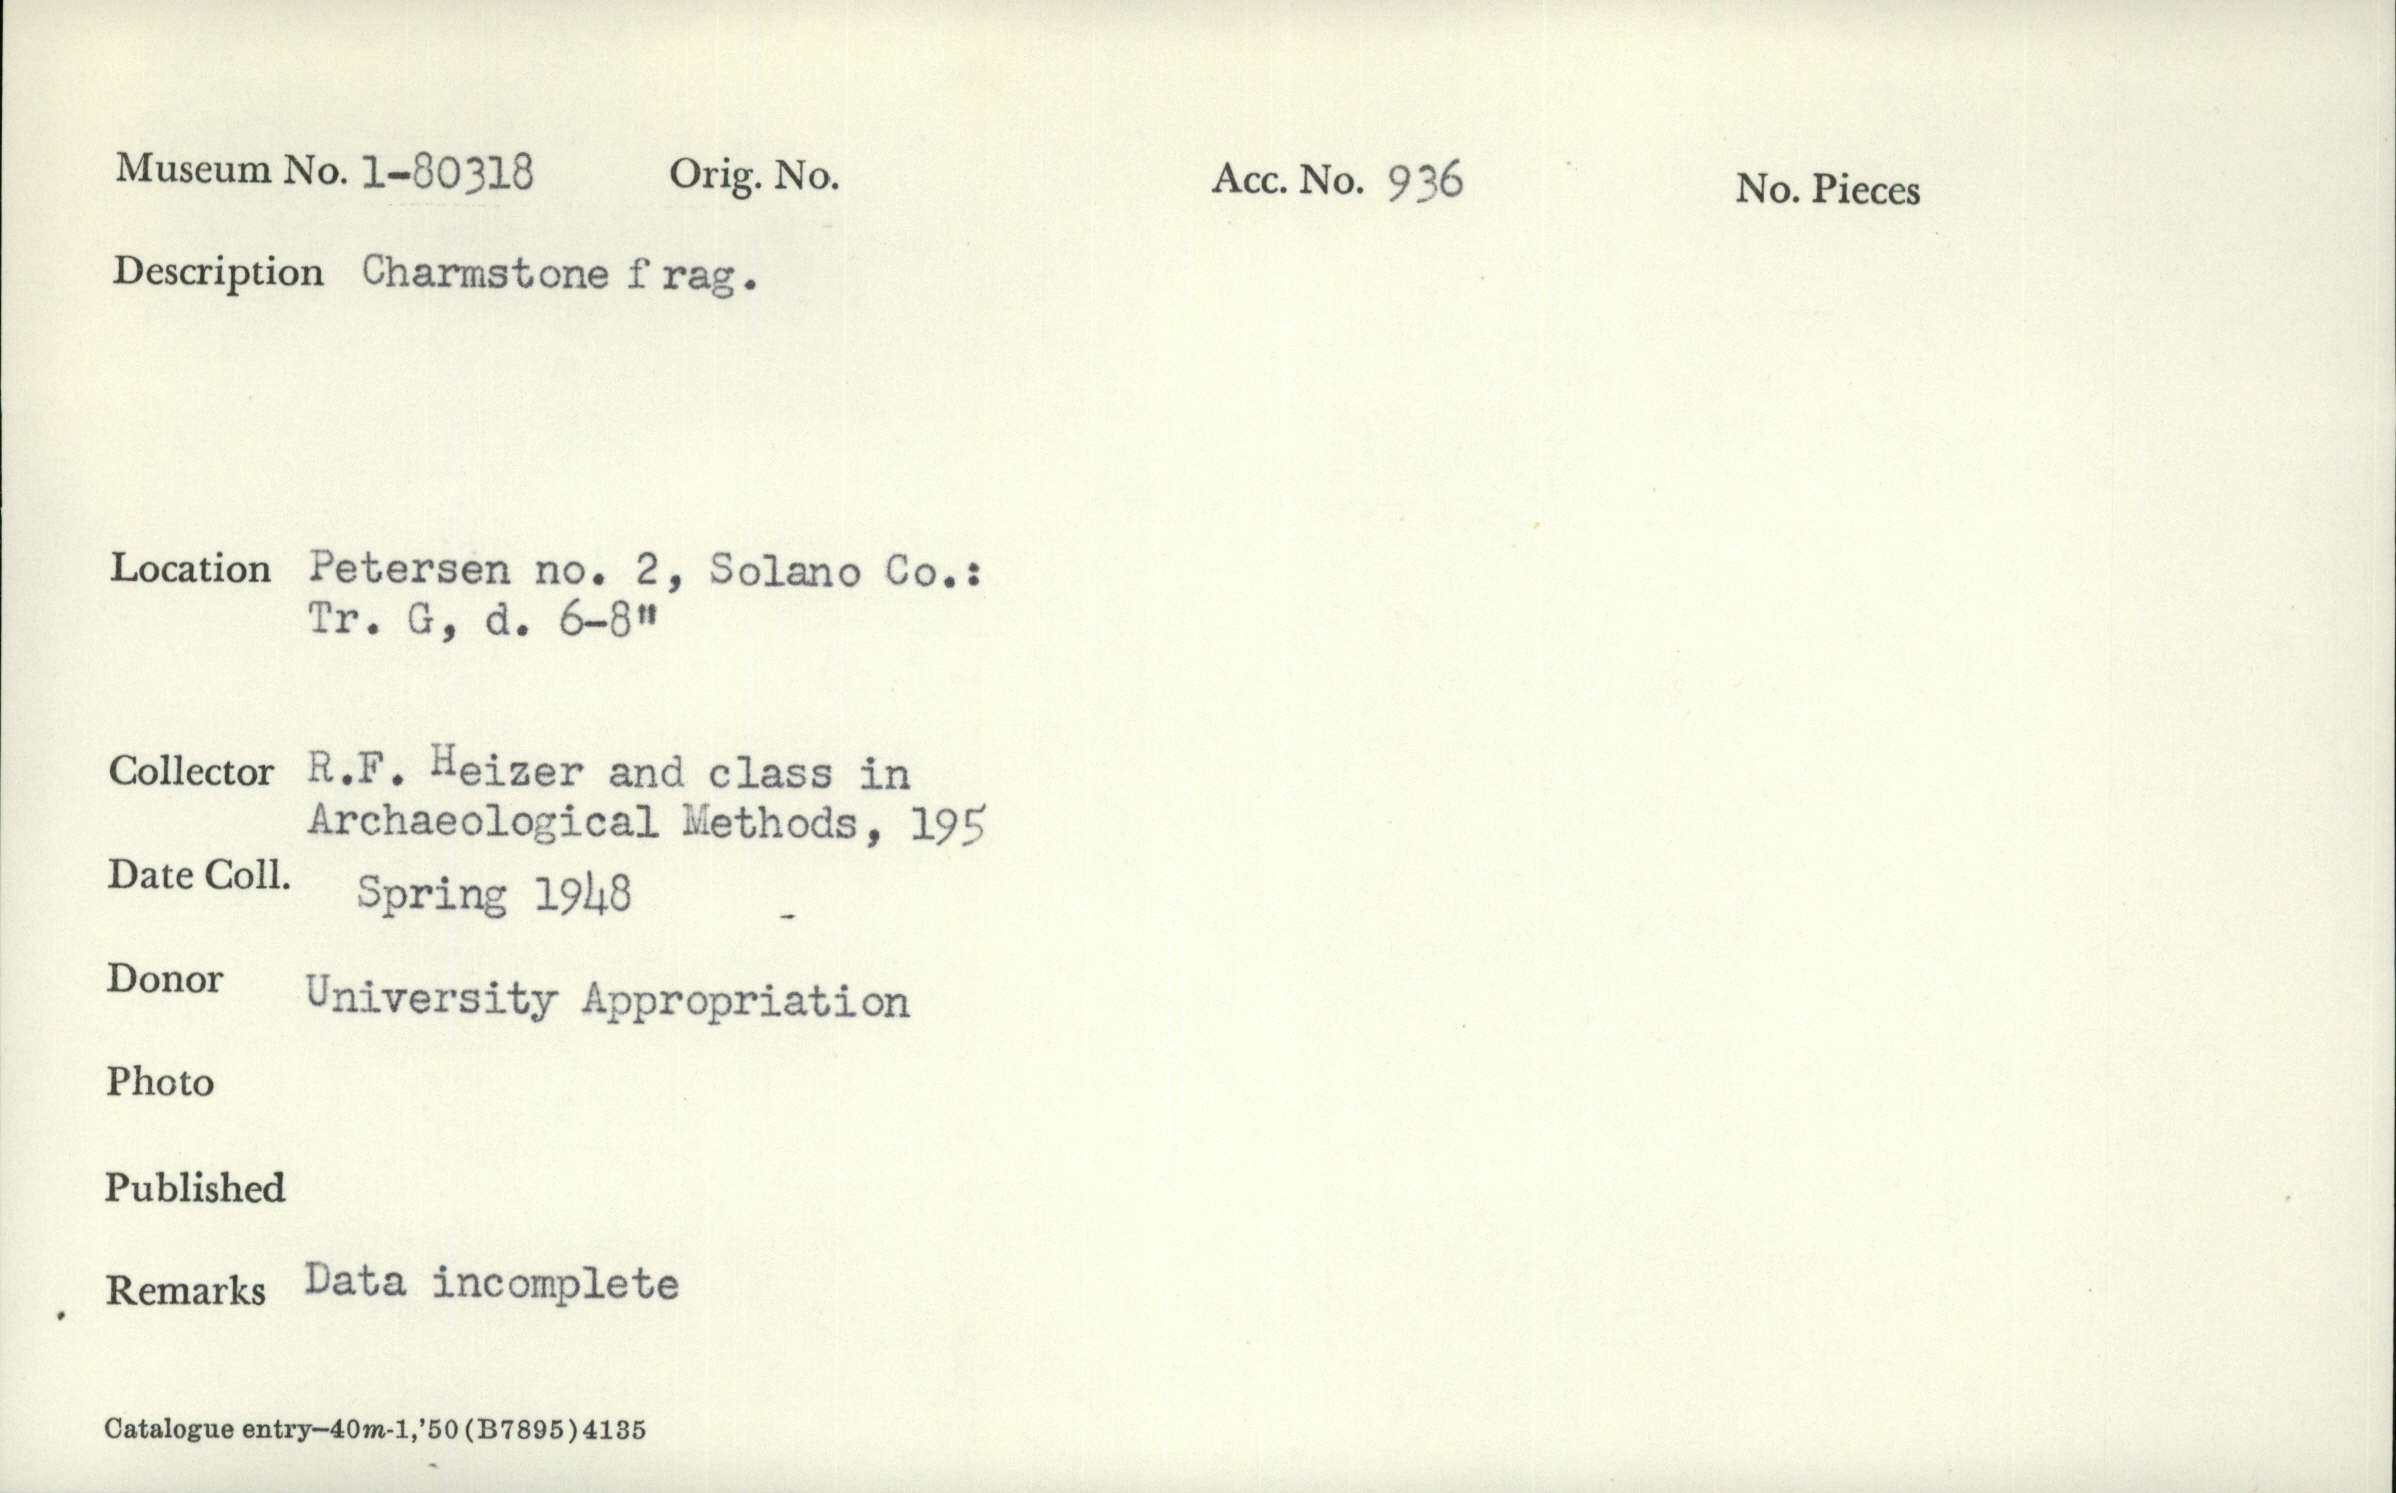 Museum No. 1-80318 Orig. No. Acc. No. 936 No. Pieces
Description Charmstone f rag.
Location Petersen no. 2, Solano Co.:
Tr. G, d. 6-8"
Collector R.F. Heizer and class in
Archaeological Methods, 195
Date Coll. Spring 1948
Donor University Appropriation
Photo
Published
Remarks Data incomplete
Catalogue entry—40m-1,'50 (B7895) 4135